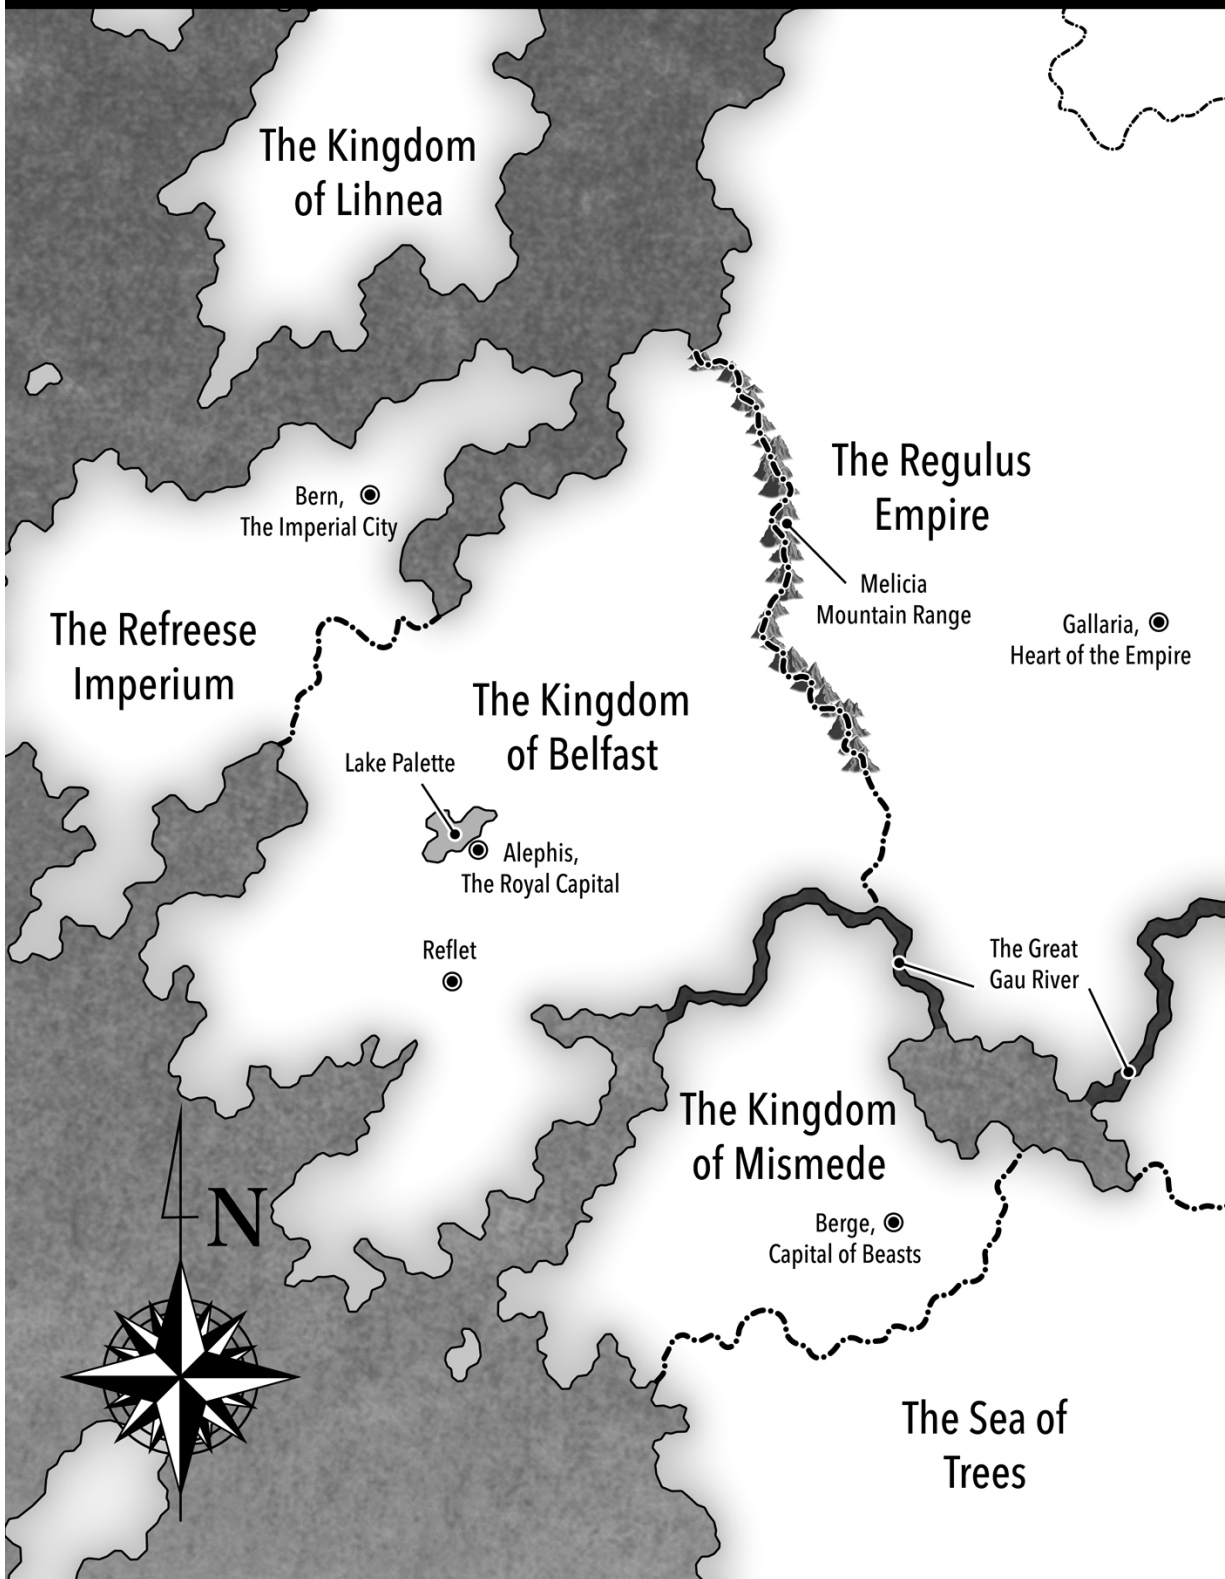 The Kingdom
of Lihnea
The Regulus
Empire
Bern,
The Imperial City
Melicia
Mountain Range
Gallaria,
Heart of the Empire
The Refreese
Imperium
The Kingdom
of Belfast
Lake Palette
Alephis,
The Royal Capital
Reflet
The Great
Gau River
The Kingdom
of Mismede
N
Berge,
Capital of Beasts
The Sea of
Trees